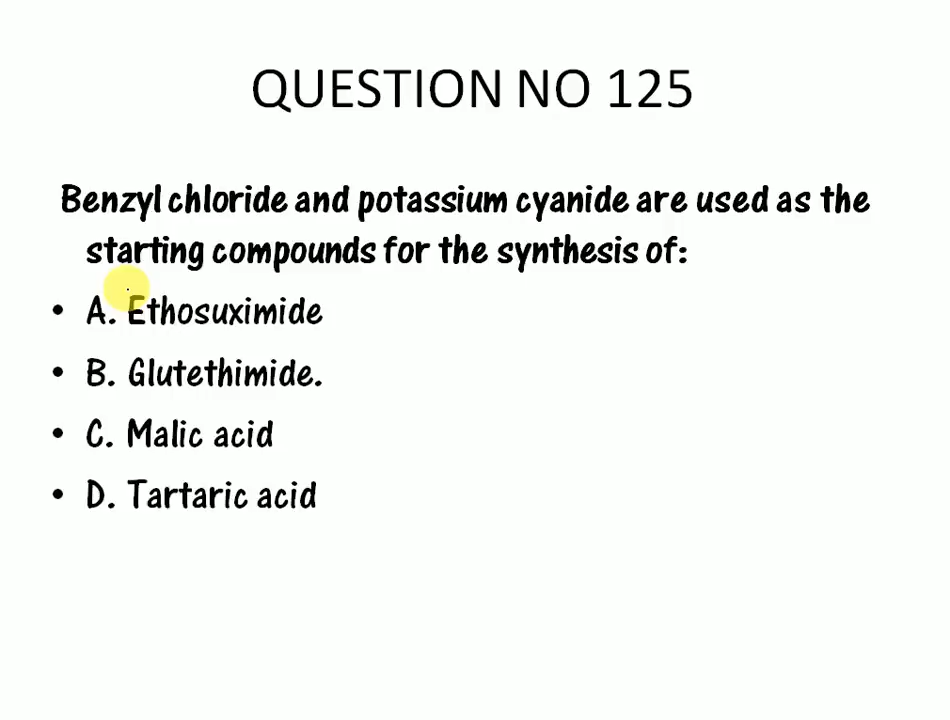 QUESTION NO 125
Benzyl chloride and potassium cyanide are used as the
starting compounds for the synthesis of:
• A. Ethosuximide
• B. Glutethimide.
• C. Malic acid
• D. Tartaric acid